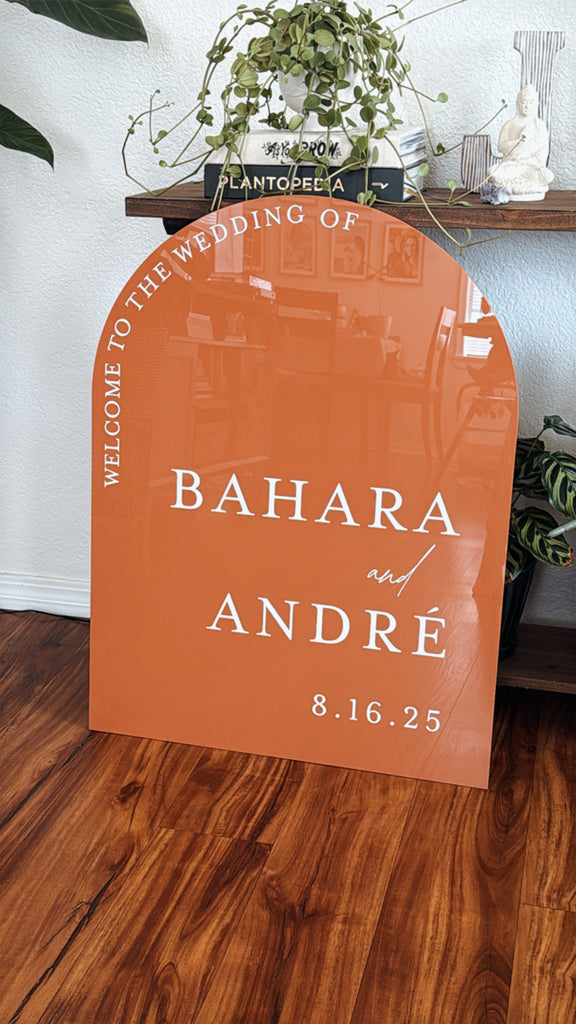 PLANTOPEDIA
WELCOME TO THE WEDDING OF
BAHARA
and
ANDRÉ
8.16.25